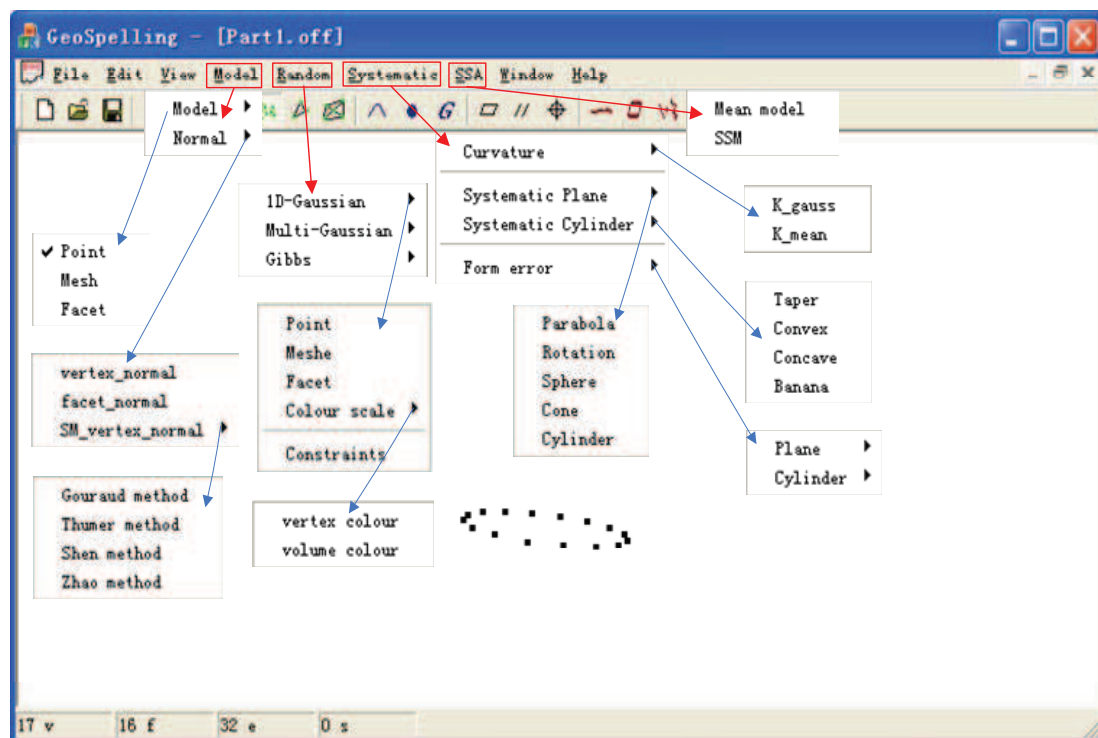 GeoSpelling - [Part1.off]
File Edit View Model Random Systematic SSA Window Help
Model
Normal
Mean model
SSM
Curvature
Systematic Plane
Systematic Cylinder
Form error
1D-Gaussian
Multi-Gaussian
Gibbs
K_gauss
K_mean
Point
Mesh
Facet
Point
Meshe
Facet
Colour scale
Constraints
Parabola
Rotation
Sphere
Cone
Cylinder
Taper
Convex
Concave
Banana
vertex_normal
facet_normal
SM_vertex_normal
Plane
Cylinder
Gouraud method
Thumer method
Shen method
Zhao method
vertex colour
volume colour
17 v 16 f 32 e 0 s